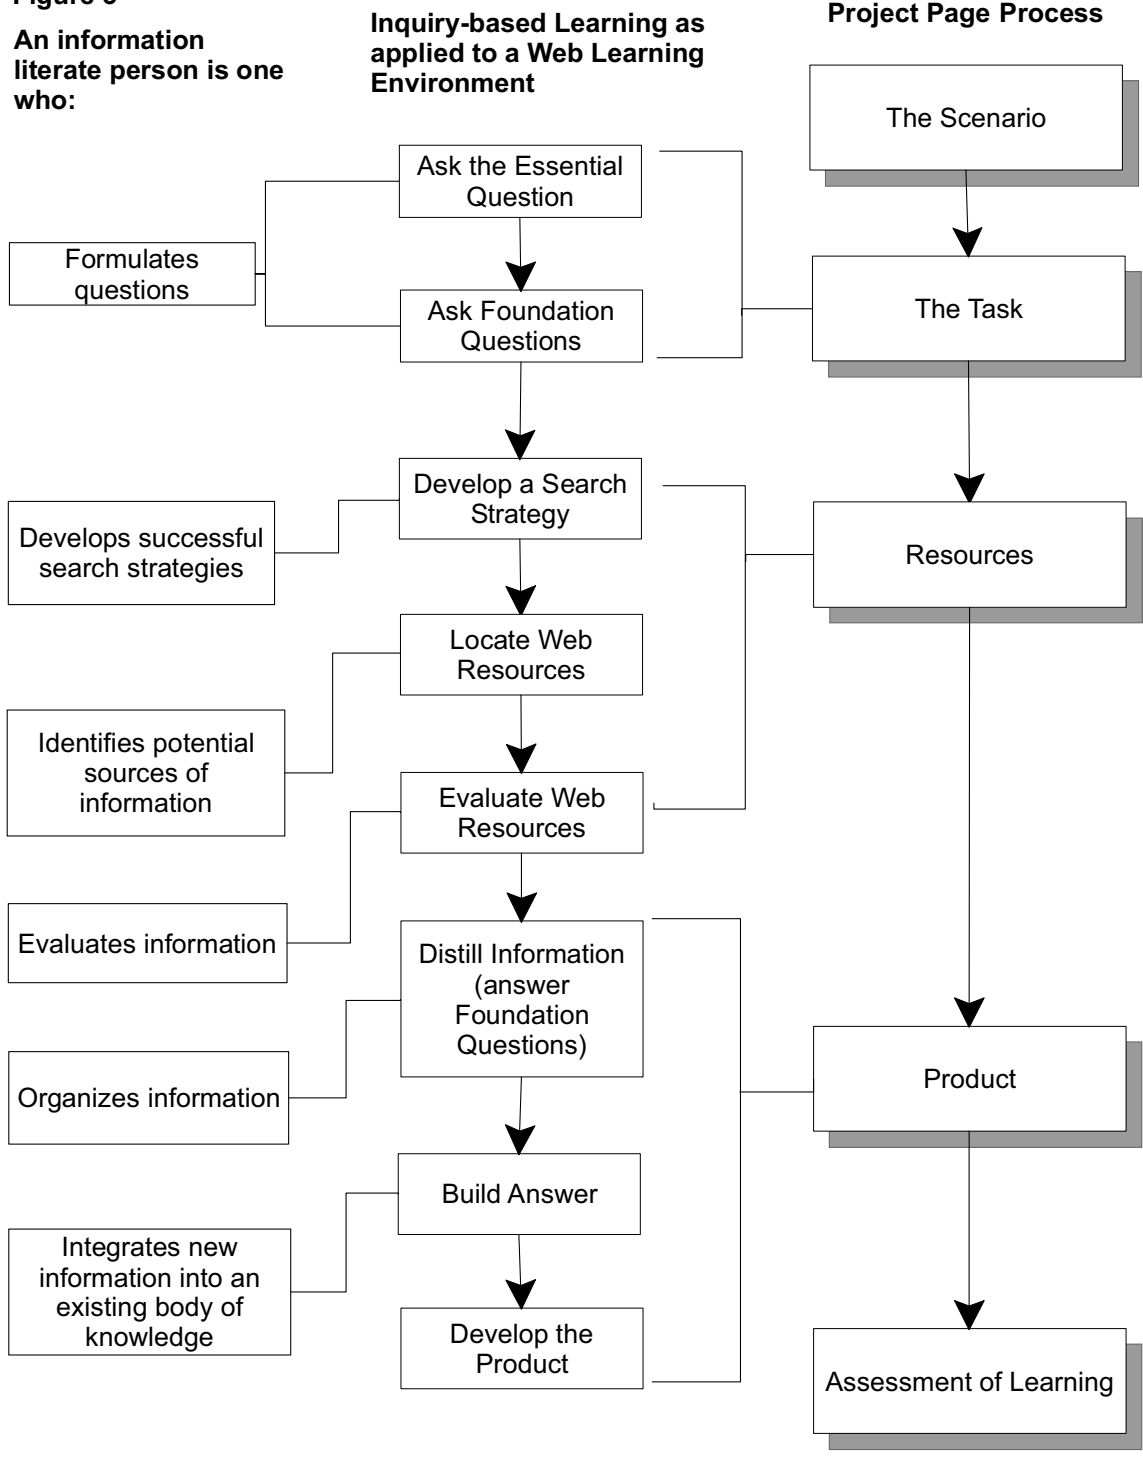 An information
literate person is one
who:
Inquiry-based Learning as
applied to a Web Learning
Environment
Project Page Process
The Scenario
Ask the Essential
Question
Formulates
questions
Ask Foundation
Questions
The Task
Develop a Search
Strategy
Develops successful
search strategies
Resources
Locate Web
Resources
Identifies potential
sources of
information
Evaluate Web
Resources
Evaluates information
Distill Information
(answer
Foundation
Questions)
Organizes information
Product
Build Answer
Integrates new
information into an
existing body of
knowledge
Develop the
Product
Assessment of Learning